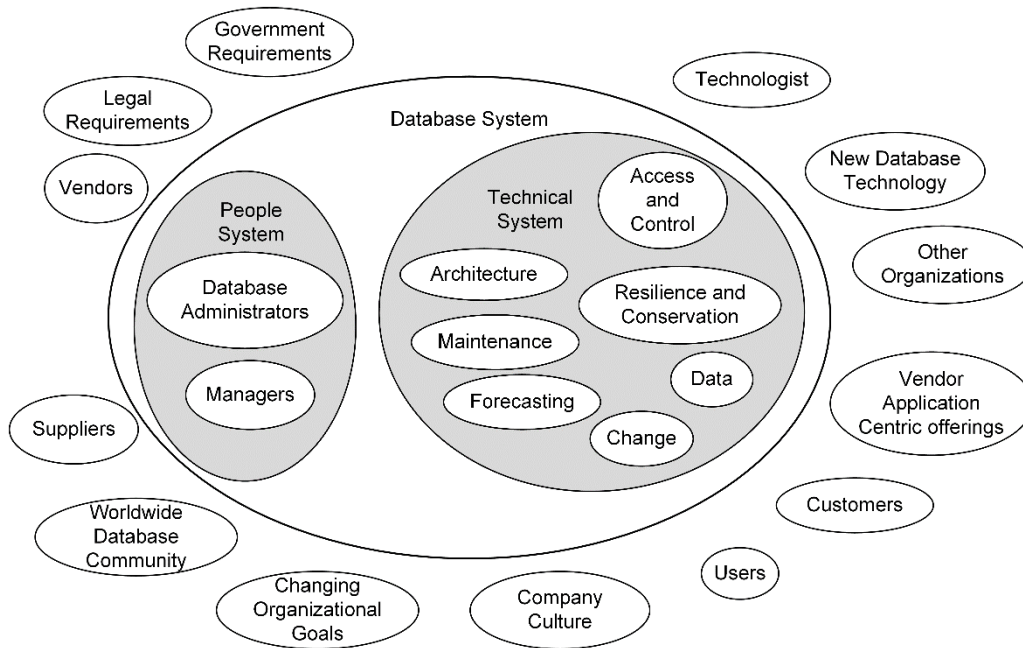 Government
Requirements
Technologist
Legal
Requirements
Database System
Vendors
New Database
Technology
Access
and
Control
People
System
Technical
System
Other
Organizations
Architecture
Database
Administrators
Resilience and
Conservation
Maintenance
Data
Managers
Forecasting
Vendor
Application
Centric offerings
Suppliers
Change
Customers
Worldwide
Database
Community
Users
Changing
Organizational
Goals
Company
Culture